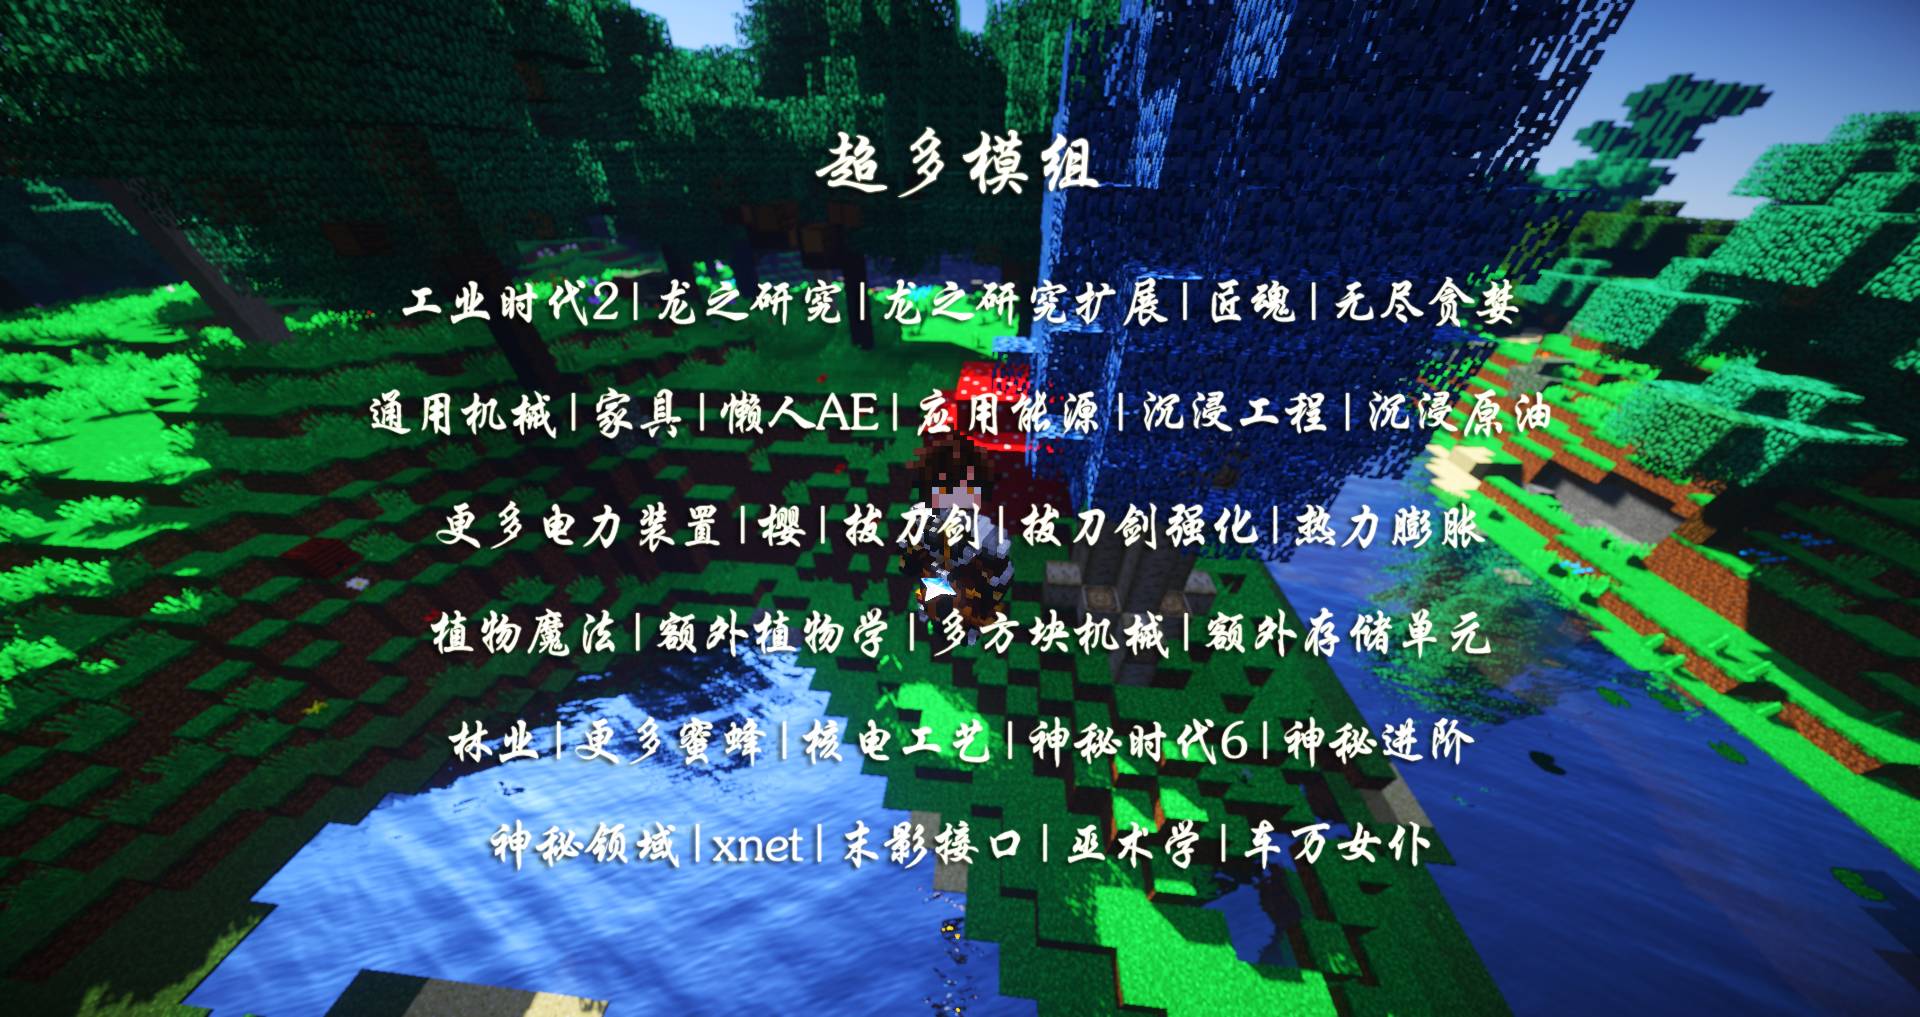 超多模组
工业时代2|龙之研究|龙之研究扩展|匠魂|无尽贪婪
通用机械|家具|懒人AE|应用能源|沉浸工程|沉浸原油
更多电力装置|樱|拔刀剑|拔刀剑强化|热力膨胀
植物魔法|额外植物学|多方块机械|额外存储单元
林业|更多蜜蜂|核电工艺|神秘时代6|神秘进阶
神秘领域|xnet|末影接口|巫术学|车万女仆